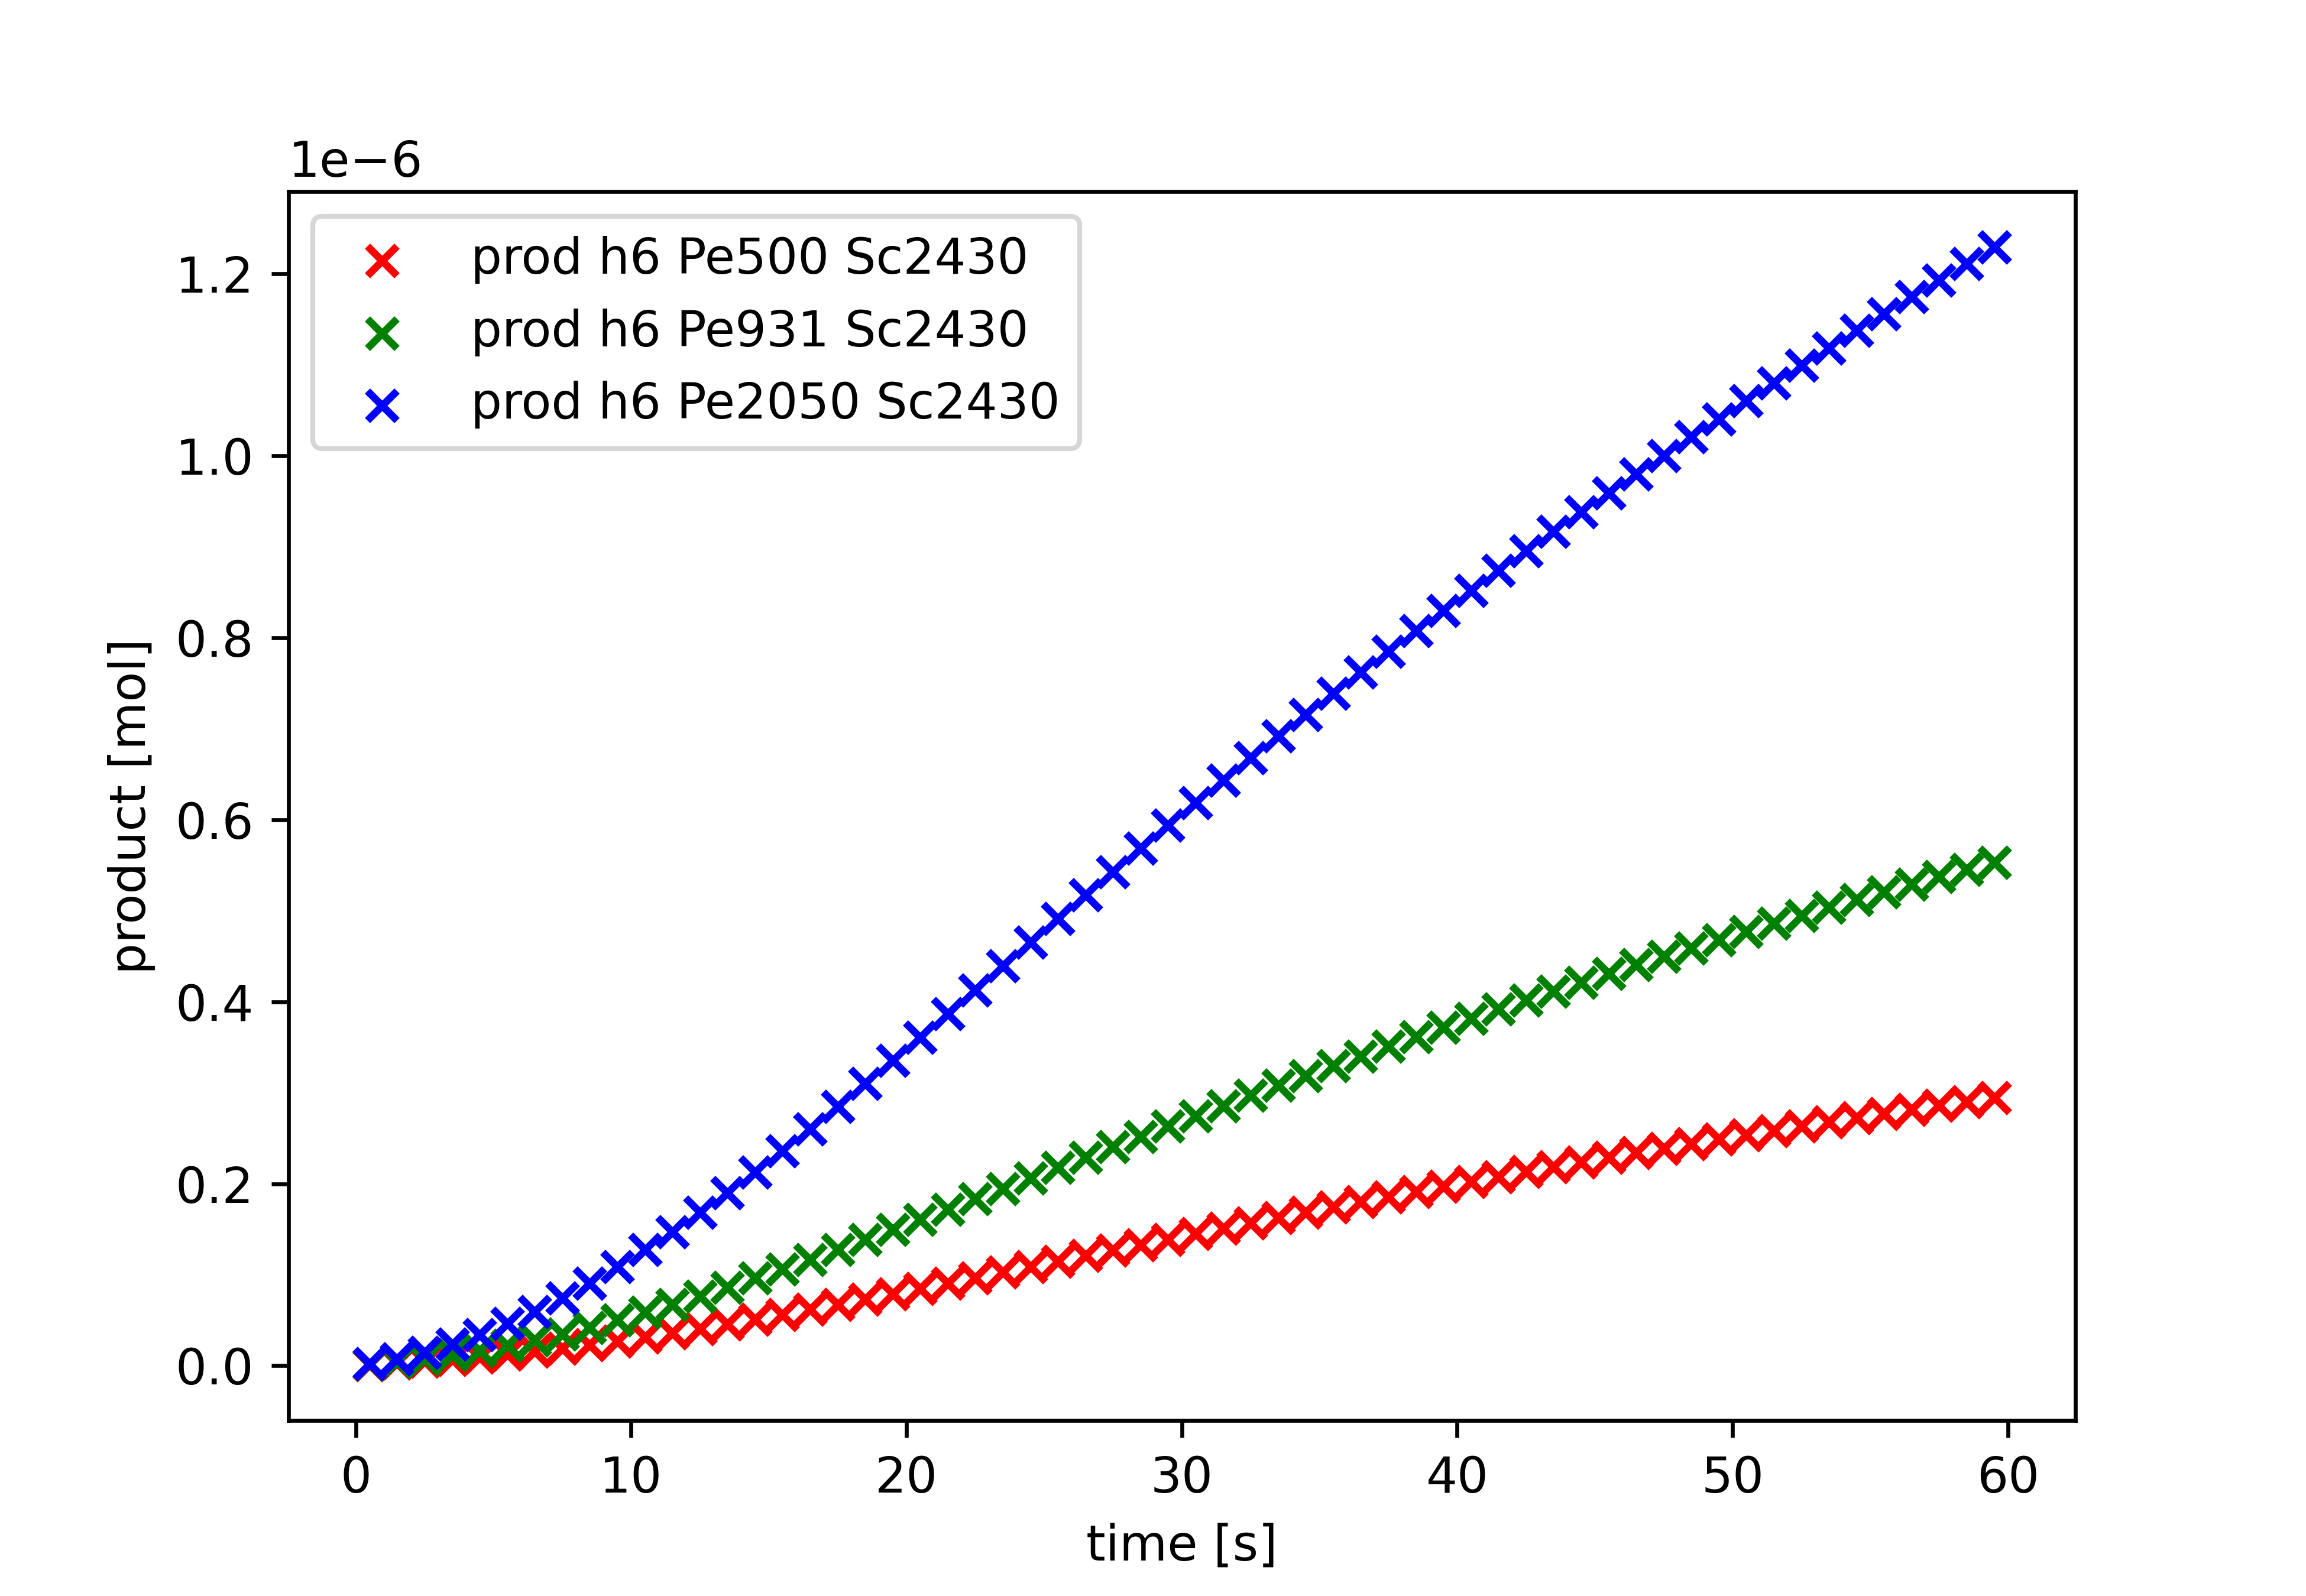 1e−6
prod h6 Pe500 Sc2430
prod h6 Pe931 Sc2430
prod h6 Pe2050 Sc2430
1.2
1.0
0.8
0.6
0.4
0.2
0.0
product [mol]
0 10 20 30 40 50 60
time [s]